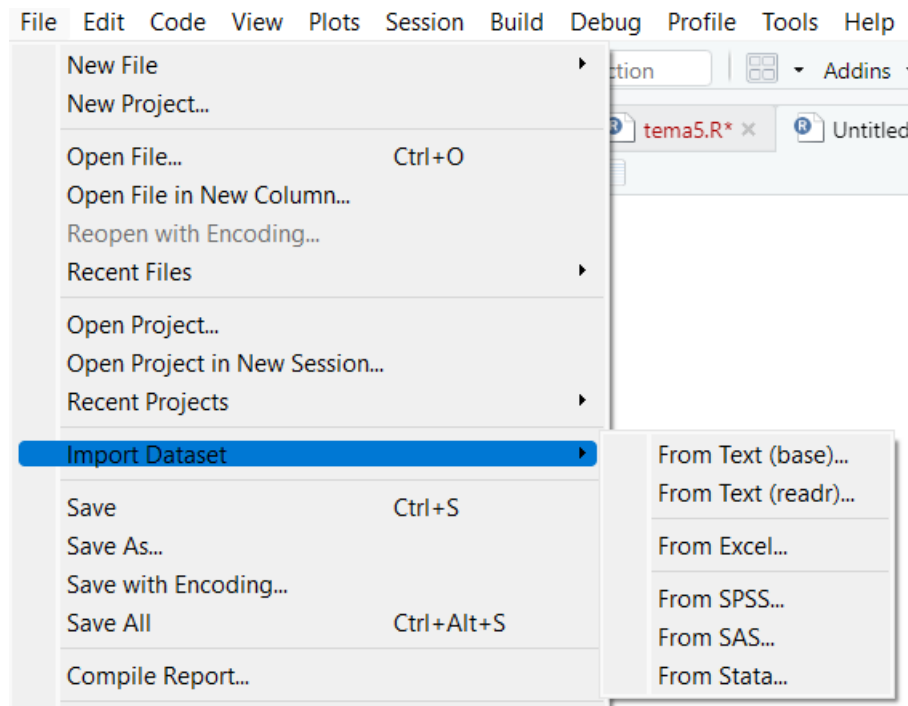 File Edit Code View Plots Session Build Debug Profile Tools Help
Addins
tema5.R* Untitled
New File
New Project...
Open File... Ctrl+O
Open File in New Column...
Reopen with Encoding...
Recent Files
Open Project...
Open Project in New Session...
Recent Projects
Import Dataset
Save Ctrl+S
Save As...
Save with Encoding...
Save All Ctrl+Alt+S
Compile Report...
From Text (base)...
From Text (readr)...
From Excel...
From SPSS...
From SAS...
From Stata...